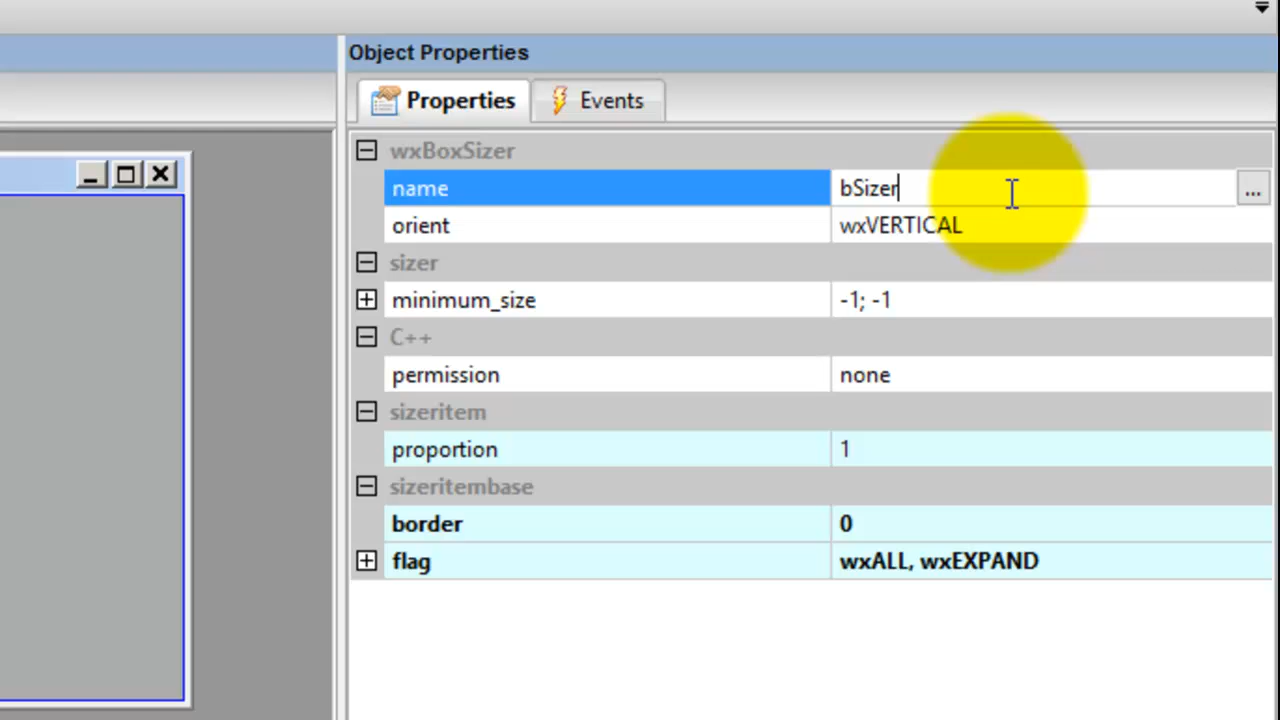 Object Properties
Properties Events
wxBoxSizer
name bSizer ...
orient wxVERTICAL
sizer
minimum_size -1; -1
C++
permission none
sizeritem
proportion 1
sizeritembase
border 0
flag wxALL, wxEXPAND